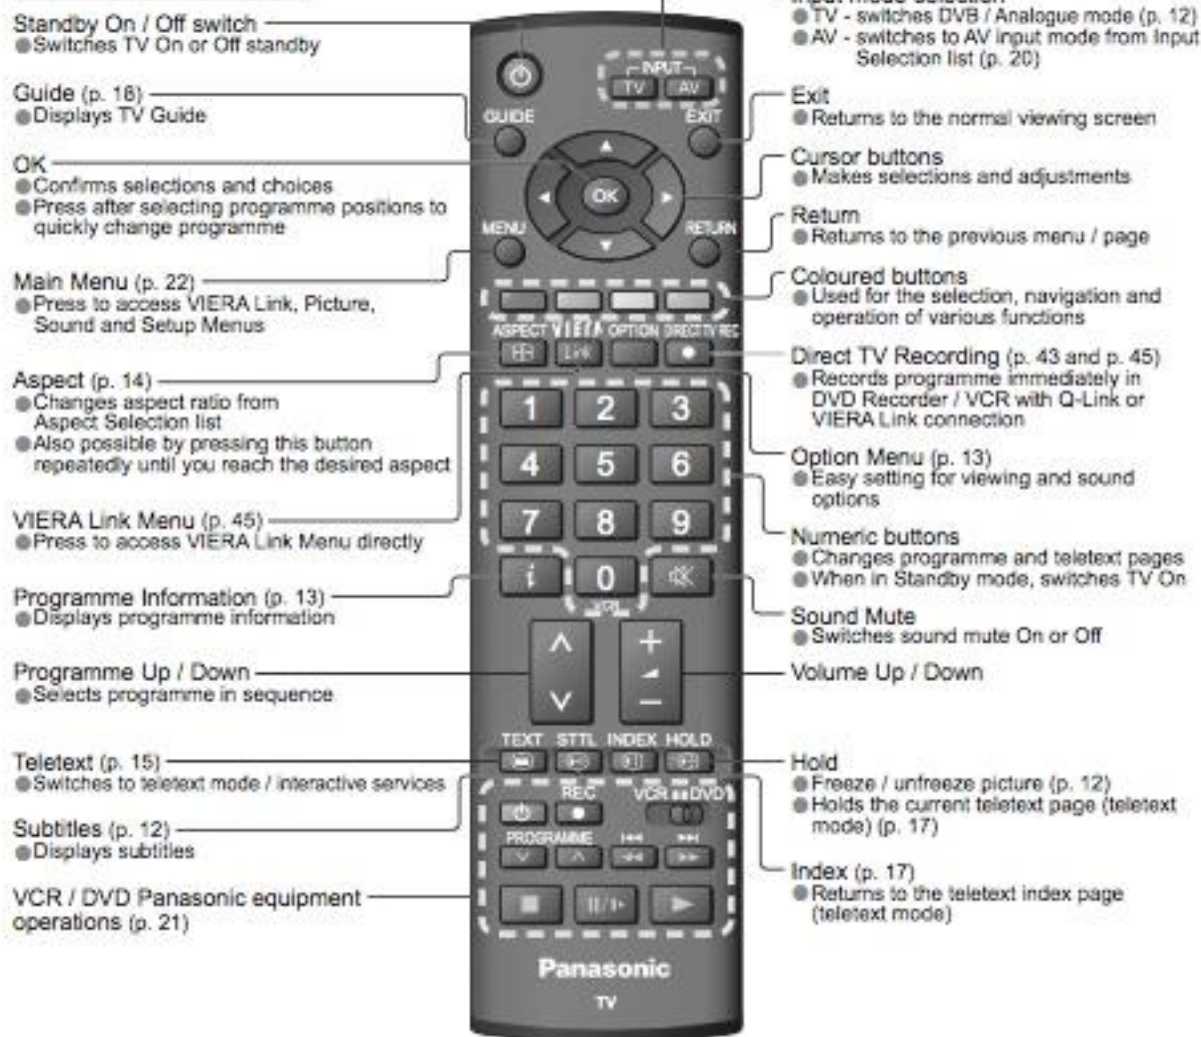 Standby On / Off switch
●Switches TV On or Off standby
Guide (p. 18)
●Displays TV Guide
OK
●Confirms selections and choices
●Press after selecting programme positions to
quickly change programme
Main Menu (p. 22)
●Press to access VIERA Link, Picture,
Sound and Setup Menus
Aspect (p. 14)
●Changes aspect ratio from
Aspect Selection list
●Also possible by pressing this button
repeatedly until you reach the desired aspect
VIERA Link Menu (p. 45)
●Press to access VIERA Link Menu directly
Programme Information (p. 13)
●Displays programme information
Programme Up / Down
●Selects programme in sequence
Teletext (p. 15)
●Switches to teletext mode / interactive services
Subtitles (p. 12)
●Displays subtitles
VCR / DVD Panasonic equipment
operations (p. 21)
INPUT
TV AV
GUIDE EXIT
OK
MENU RETURN
ASPECT VIERA OPTION DIRECT TV REC
Link
1 2 3
4 5 6
7 8 9
i 0
VCR
+
−
TEXT STTL INDEX HOLD
REC VCR DVD
PROGRAMME
Panasonic
TV
Input mode selection
●TV - switches DVB / Analogue mode (p. 12)
●AV - switches to AV input mode from Input
Selection list (p. 20)
Exit
●Returns to the normal viewing screen
Cursor buttons
●Makes selections and adjustments
Return
●Returns to the previous menu / page
Coloured buttons
●Used for the selection, navigation and
operation of various functions
Direct TV Recording (p. 43 and p. 45)
●Records programme immediately in
DVD Recorder / VCR with Q-Link or
VIERA Link connection
Option Menu (p. 13)
●Easy setting for viewing and sound
options
Numeric buttons
●Changes programme and teletext pages
●When in Standby mode, switches TV On
Sound Mute
●Switches sound mute On or Off
Volume Up / Down
Hold
●Freeze / unfreeze picture (p. 12)
●Holds the current teletext page (teletext
mode) (p. 17)
Index (p. 17)
●Returns to the teletext index page
(teletext mode)